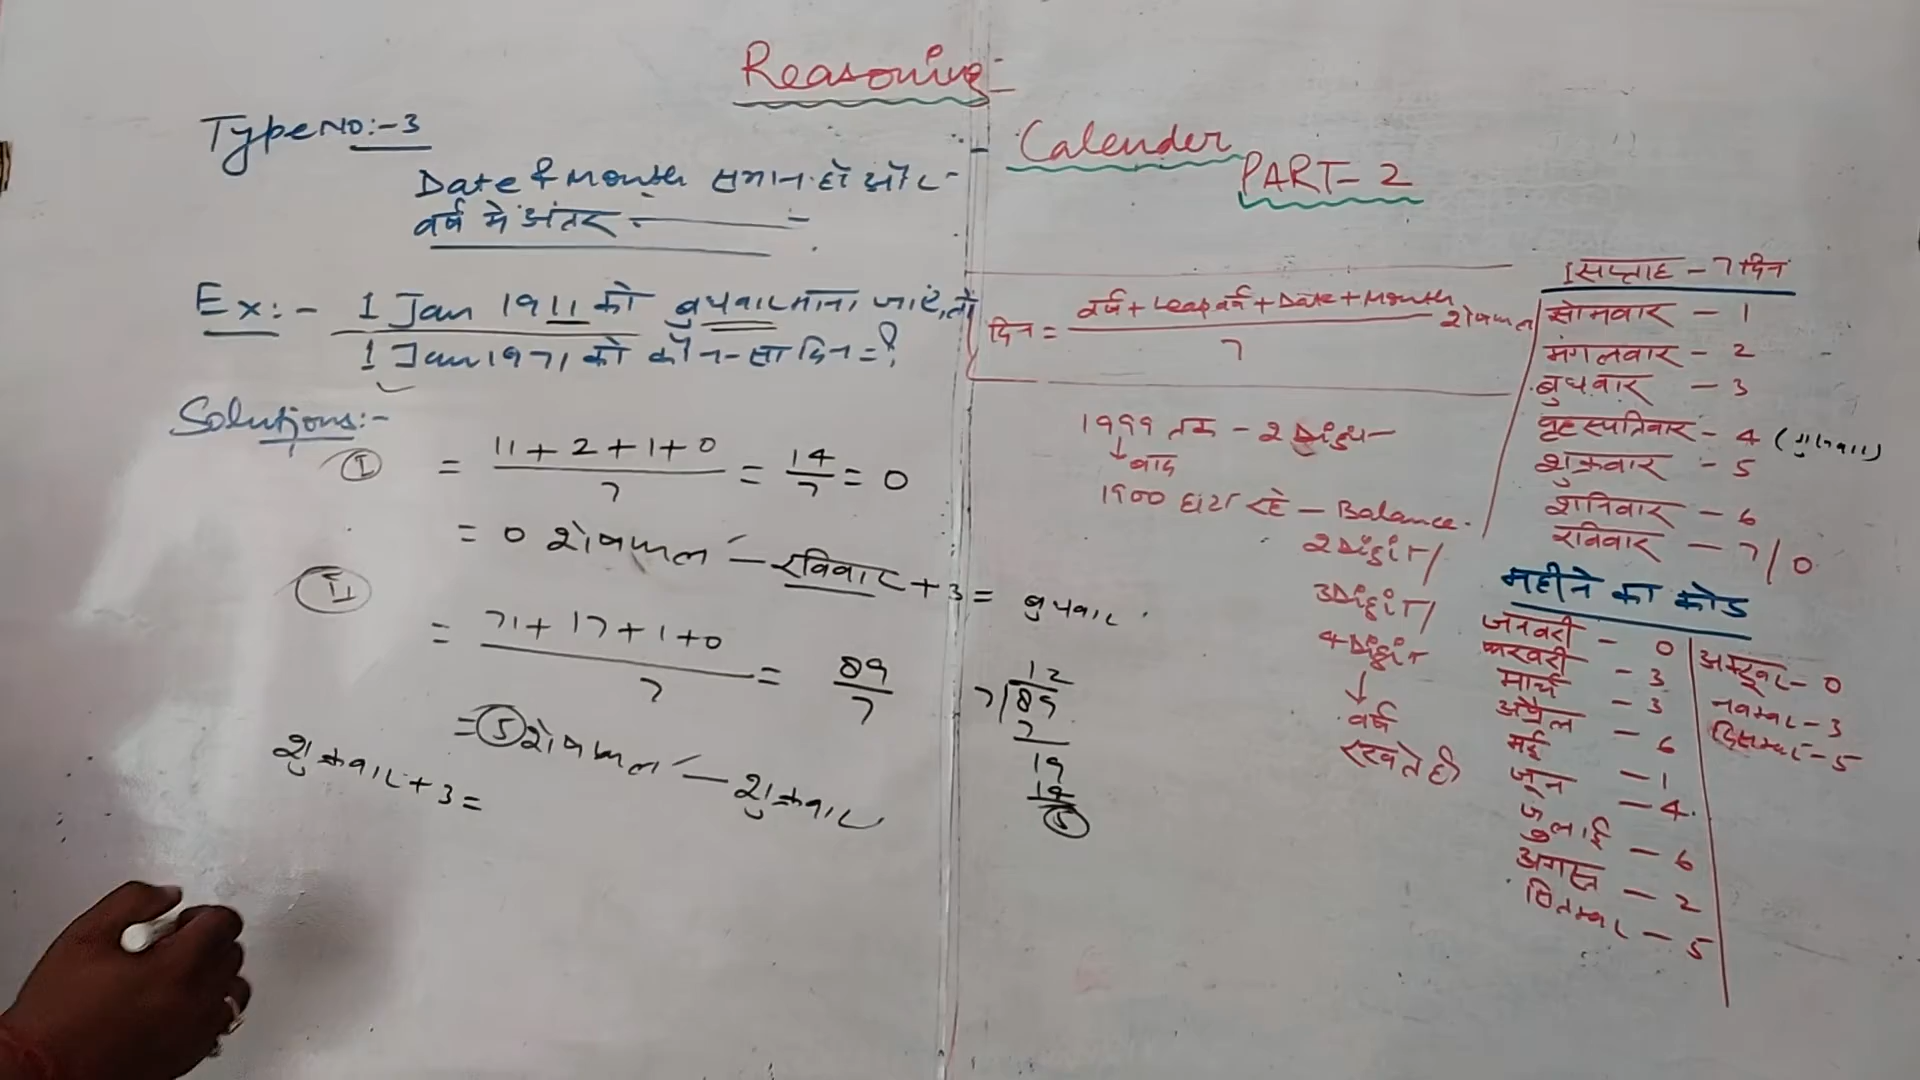 Reasoning:-
Calender
PART-2
Type No:-3
Date & Month समान हो और -
वर्ष मे अंतर -
Ex:- 1 Jan 1911 को बुधवार माना जाए, तो
1 Jan 1971 को कौन-सा दिन = ?
Solutions:-
① = 11+2+1+0 / 7 = 14/7 = 0
= 0 शेषफल - रविवार + 3 = बुधवार
② = 71+17+1+0 / 7 = 89/7
= 5 शेषफल - शुक्रवार
शुक्रवार + 3 =
12
7)89
7
19
14
5
दिन = वर्ष + Leap वर्ष + Date + Month / 7 शेषफल
1999 तक - 2 Digit
↓ बाद
1900 घटा रहे - Balance.
2 Digit/
3 Digit/
4 Digit
↓
वर्ष
रखते ही
1 सप्ताह - 7 दिन
सोमवार - 1
मंगलवार - 2
बुधवार - 3
वृहस्पतिवार - 4 (गुरुवार)
शुक्रवार - 5
शनिवार - 6
रविवार - 7/0
महीने का कोड
जनवरी - 0
फरवरी - 3
मार्च - 3
अप्रैल - 6
मई - 1
जून - 4
जुलाई - 6
अगस्त - 2
सितम्बर - 5
अक्टूबर - 0
नवम्बर - 3
दिसम्बर - 5